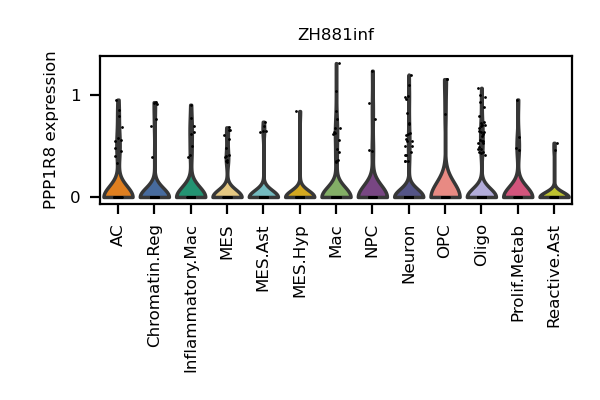 ZH881inf
PPP1R8 expression
1
0
AC
Chromatin.Reg
Inflammatory.Mac
MES
MES.Ast
MES.Hyp
Mac
NPC
Neuron
OPC
Oligo
Prolif.Metab
Reactive.Ast